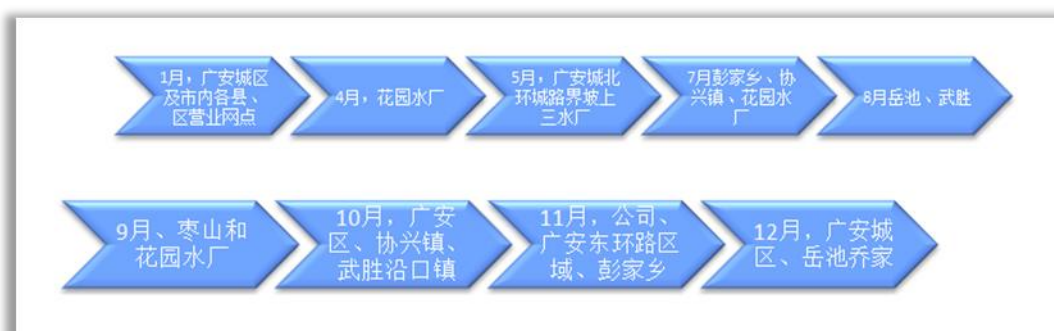 1月，广安城区
及市内各县、
区营业网点
4月，花园水厂
5月，广安城北
环城路界坡上
三水厂
7月彭家乡、协
兴镇、花园水
厂
8月岳池、武胜
9月、枣山和
花园水厂
10月，广安
区、协兴镇、
武胜沿口镇
11月，公司、
广安东环路区
域、彭家乡
12月，广安城
区、岳池乔家